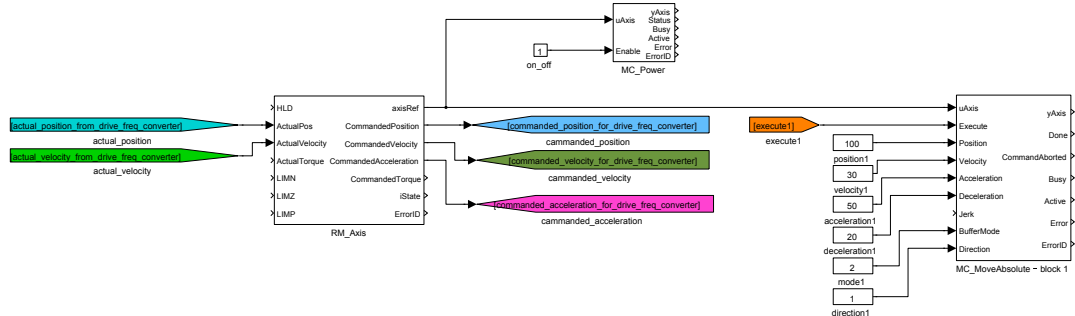 uAxis
Enable
yAxis
Status
Busy
Active
Error
ErrorID
MC_Power
1
on_off
HLD
ActualPos
ActualVelocity
ActualTorque
LIMN
LIMZ
LIMP
axisRef
CommandedPosition
CommandedVelocity
CommandedAcceleration
CommandedTorque
iState
ErrorID
RM_Axis
[actual_position_from_drive_freq_converter]
actual_position
[actual_velocity_from_drive_freq_converter]
actual_velocity
[commanded_position_for_drive_freq_converter]
cammanded_position
[commanded_velocity_for_drive_freq_converter]
cammanded_velocity
[commanded_acceleration_for_drive_freq_converter]
cammanded_acceleration
[execute1]
execute1
100
position1
30
velocity1
50
acceleration1
20
deceleration1
2
mode1
1
direction1
uAxis
Execute
Position
Velocity
Acceleration
Deceleration
Jerk
BufferMode
Direction
yAxis
Done
CommandAborted
Busy
Active
Error
ErrorID
MC_MoveAbsolute − block 1